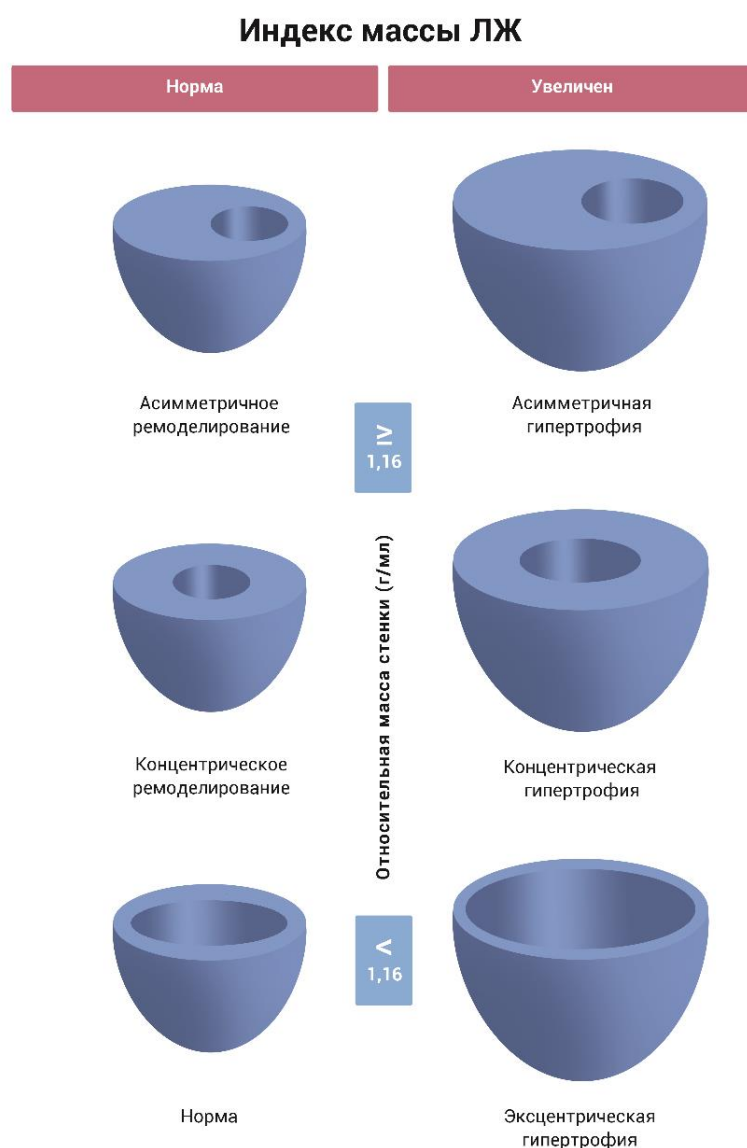 Индекс массы ЛЖ
Норма
Увеличен
Асимметричное
ремоделирование
Асимметричная
гипертрофия
≥
1,16
Относительная масса стенки (г/мл)
Концентрическое
ремоделирование
Концентрическая
гипертрофия
<
1,16
Норма
Эксцентрическая
гипертрофия